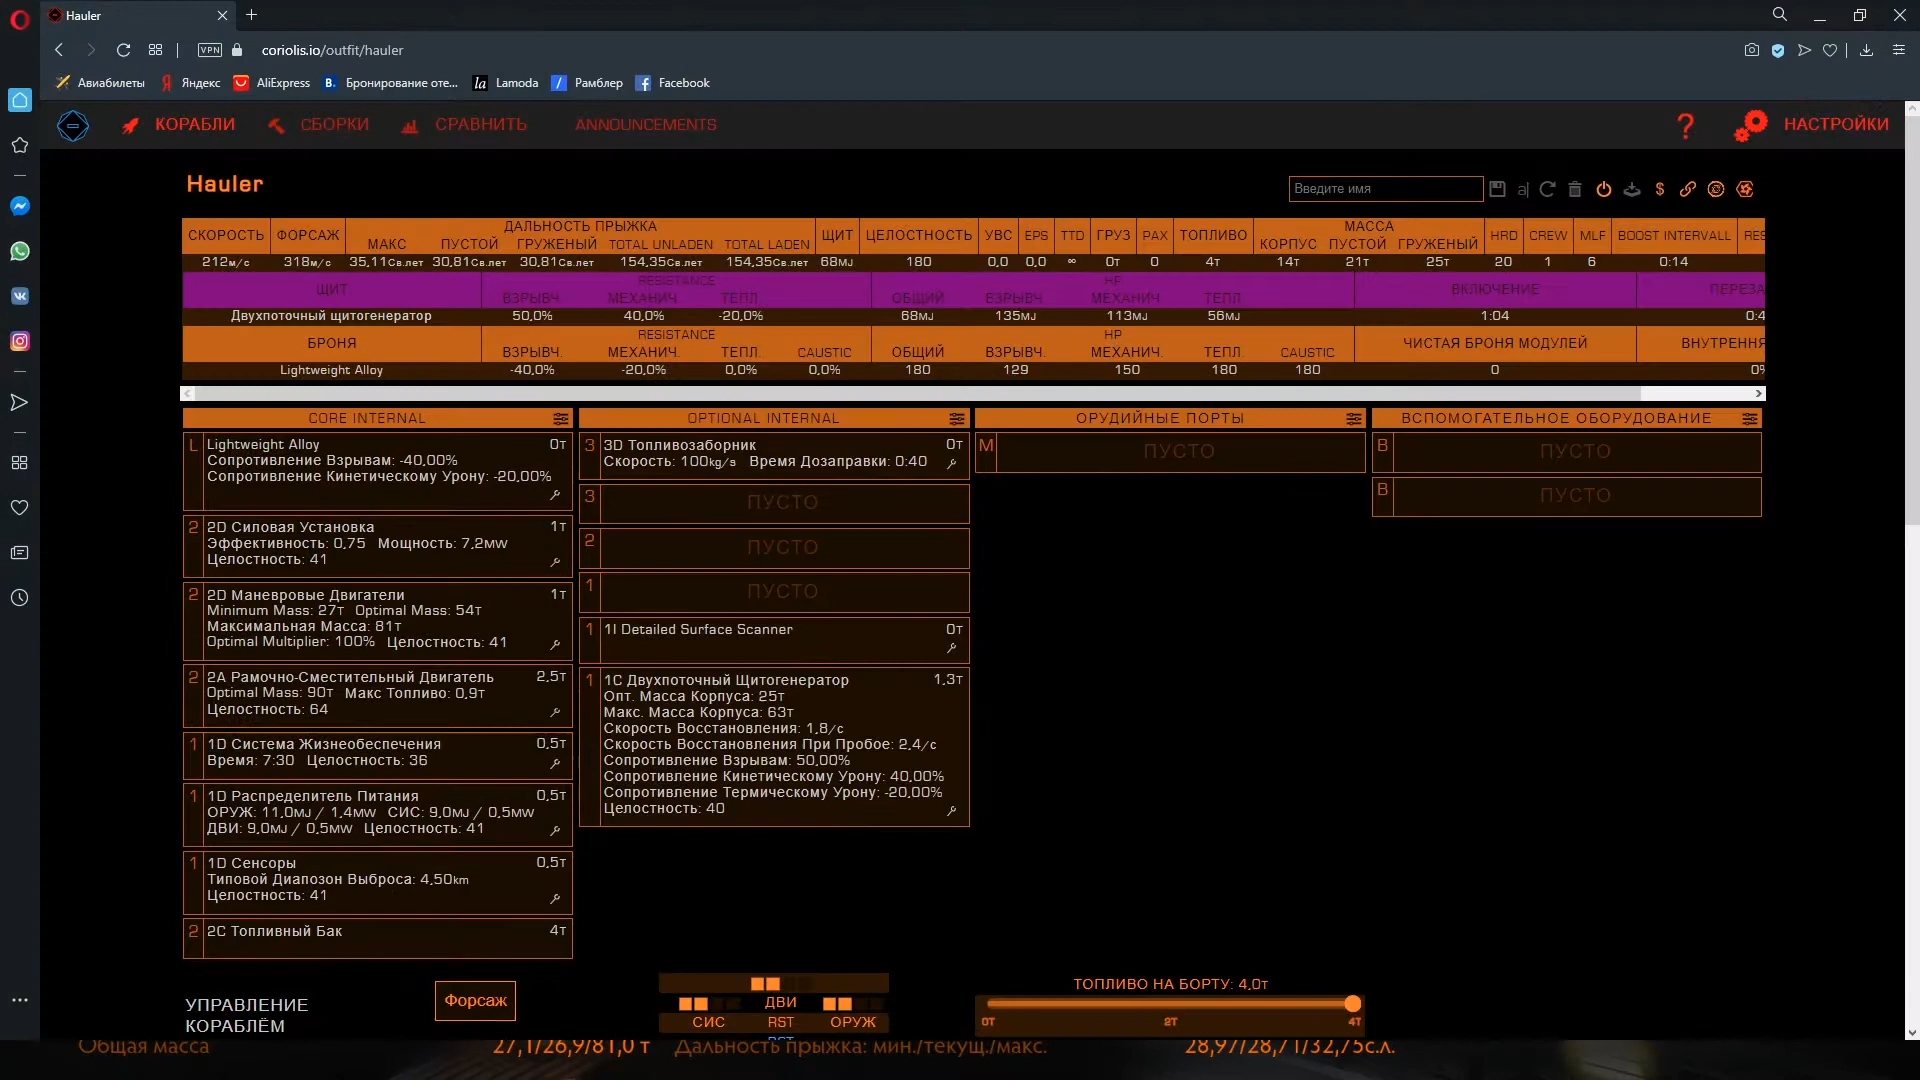 Hauler
coriolis.io/outfit/hauler
VPN
Авиабилеты Яндекс AliExpress Бронирование оте... Lamoda Рамблер Facebook
КОРАБЛИ СБОРКИ СРАВНИТЬ ANNOUNCEMENTS НАСТРОЙКИ
Hauler
Введите имя
СКОРОСТЬ ФОРСАЖ ДАЛЬНОСТЬ ПРЫЖКА ЩИТ ЦЕЛОСТНОСТЬ УВС EPS TTD ГРУЗ PAX ТОПЛИВО МАССА HRD CREW MLF BOOST INTERVALL RES
МАКС ПУСТОЙ ГРУЖЕНЫЙ TOTAL UNLADEN TOTAL LADEN КОРПУС ПУСТОЙ ГРУЖЕНЫЙ
212м/с 318м/с 35,11Св.лет 30,81Св.лет 30,81Св.лет 154,35Св.лет 154,35Св.лет 68MJ 180 0,0 0,0 ∞ 0т 0 4т 14т 21т 25т 20 1 6 0:14
ЩИТ RESISTANCE HP ВКЛЮЧЕНИЕ ПЕРЕЗА
ВЗРЫВЧ. МЕХАНИЧ. ТЕПЛ. ОБЩИЙ ВЗРЫВЧ. МЕХАНИЧ. ТЕПЛ.
Двухпоточный щитогенератор 50,0% 40,0% -20,0% 68MJ 135MJ 113MJ 56MJ 1:04 0:4
БРОНЯ RESISTANCE HP ЧИСТАЯ БРОНЯ МОДУЛЕЙ ВНУТРЕННЯ
ВЗРЫВЧ. МЕХАНИЧ. ТЕПЛ. CAUSTIC ОБЩИЙ ВЗРЫВЧ. МЕХАНИЧ. ТЕПЛ. CAUSTIC
Lightweight Alloy -40,0% -20,0% 0,0% 0,0% 180 129 150 180 180 0 0%
CORE INTERNAL
L Lightweight Alloy 0т
Сопротивление Взрывам: -40,00%
Сопротивление Кинетическому Урону: -20,00%
2 2D Силовая Установка 1т
Эффективность: 0,75 Мощность: 7,2MW
Целостность: 41
2 2D Маневровые Двигатели 1т
Minimum Mass: 27т Optimal Mass: 54т
Максимальная Масса: 81т
Optimal Multiplier: 100% Целостность: 41
2 2A Рамочно-Сместительный Двигатель 2,5т
Optimal Mass: 90т Макс Топливо: 0,9т
Целостность: 64
1 1D Система Жизнеобеспечения 0,5т
Время: 7:30 Целостность: 36
1 1D Распределитель Питания 0,5т
ОРУЖ: 11,0MJ / 1,4MW СИС: 9,0MJ / 0,5MW
ДВИ: 9,0MJ / 0,5MW Целостность: 41
1 1D Сенсоры 0,5т
Типовой Диапазон Выброса: 4,50km
Целостность: 41
2 2C Топливный Бак 4т
OPTIONAL INTERNAL
3 3D Топливозаборник 0т
Скорость: 100kg/s Время Дозаправки: 0:40
3 ПУСТО
2 ПУСТО
1 ПУСТО
1 1I Detailed Surface Scanner 0т
1 1C Двухпоточный Щитогенератор 1,3т
Опт. Масса Корпуса: 25т
Макс. Масса Корпуса: 63т
Скорость Восстановления: 1,8/с
Скорость Восстановления При Пробое: 2,4/с
Сопротивление Взрывам: 50,00%
Сопротивление Кинетическому Урону: 40,00%
Сопротивление Термическому Урону: -20,00%
Целостность: 40
ОРУДИЙНЫЕ ПОРТЫ
M ПУСТО
ВСПОМОГАТЕЛЬНОЕ ОБОРУДОВАНИЕ
B ПУСТО
B ПУСТО
УПРАВЛЕНИЕ
КОРАБЛЁМ
Форсаж
ДВИ
СИС RST ОРУЖ
ТОПЛИВО НА БОРТУ: 4,0т
0т 2т 4т
Общая масса 27,1/26,9/81,0 т Дальность прыжка: мин./текущ./макс. 28,97/28,71/32,75с.л.